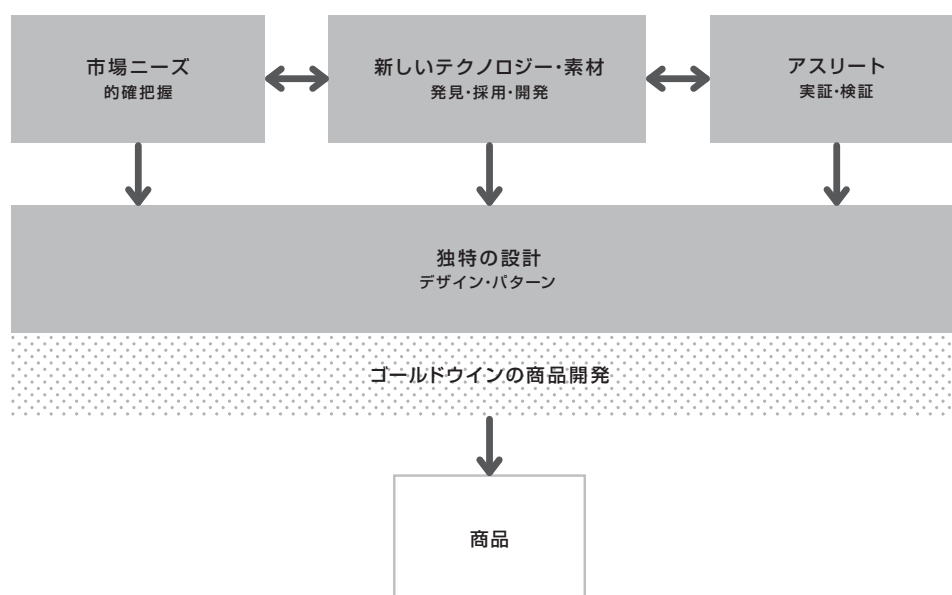 市場ニーズ
的確把握
新しいテクノロジー・素材
発見・採用・開発
アスリート
実証・検証
独特の設計
デザイン・パターン
ゴールドウインの商品開発
商品